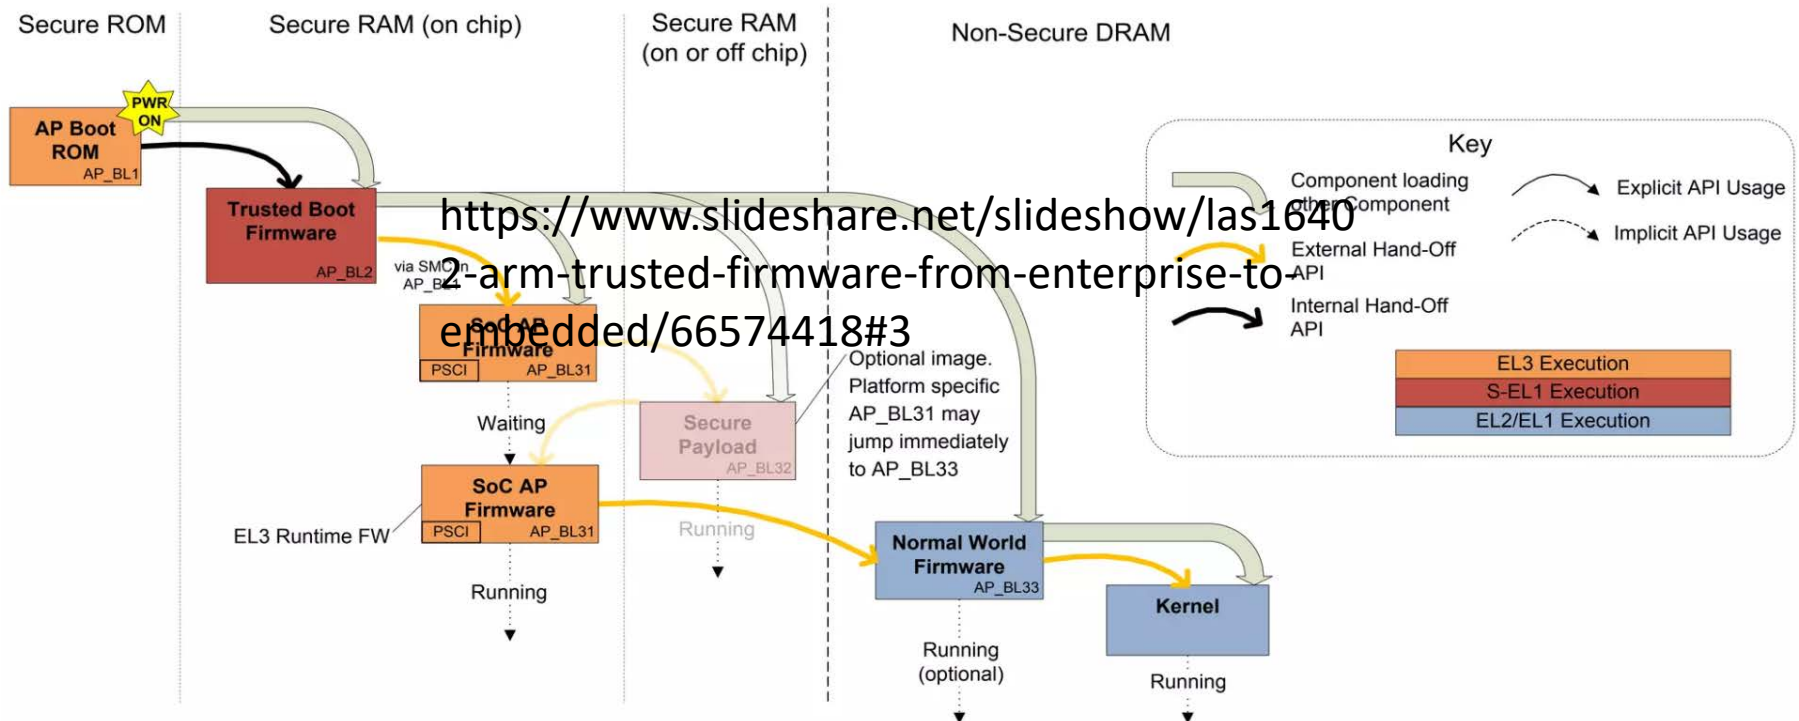 Secure ROM
Secure RAM (on chip)
Secure RAM
(on or off chip)
Non-Secure DRAM
PWR
ON
AP Boot
ROM
AP_BL1
Trusted Boot
Firmware
AP_BL2
via SMC in
AP_BL1
https://www.slideshare.net/slideshow/las1640
2-arm-trusted-firmware-from-enterprise-to-
embedded/66574418#3
SoC AP
Firmware
PSCI
AP_BL31
Waiting
SoC AP
Firmware
PSCI
AP_BL31
EL3 Runtime FW
Running
Secure
Payload
AP_BL32
Running
Optional image.
Platform specific
AP_BL31 may
jump immediately
to AP_BL33
Normal World
Firmware
AP_BL33
Running
(optional)
Kernel
Running
Key
Component loading
other Component
External Hand-Off
API
Internal Hand-Off
API
Explicit API Usage
Implicit API Usage
EL3 Execution
S-EL1 Execution
EL2/EL1 Execution